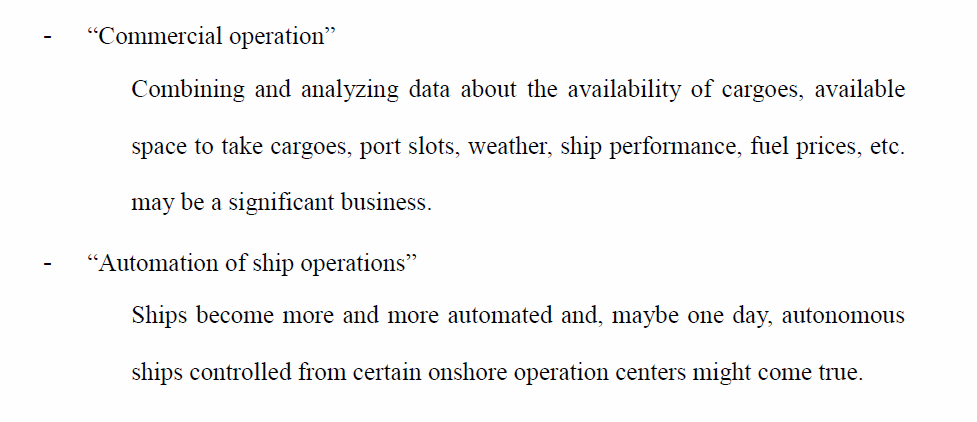 - “Commercial operation”
Combining and analyzing data about the availability of cargoes, available
space to take cargoes, port slots, weather, ship performance, fuel prices, etc.
may be a significant business.
- “Automation of ship operations”
Ships become more and more automated and, maybe one day, autonomous
ships controlled from certain onshore operation centers might come true.